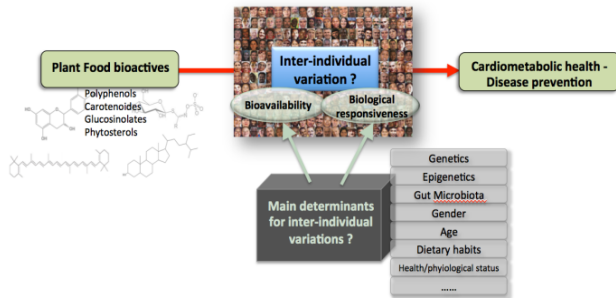 Plant Food bioactives
Polyphenols
Carotenoides
Glucosinolates
Phytosterols
Inter-individual
variation ?
Bioavailability
Biological
responsiveness
Cardiometabolic health -
Disease prevention
Main determinants
for inter-individual
variations ?
Genetics
Epigenetics
Gut Microbiota
Gender
Age
Dietary habits
Health/phyiological status
......